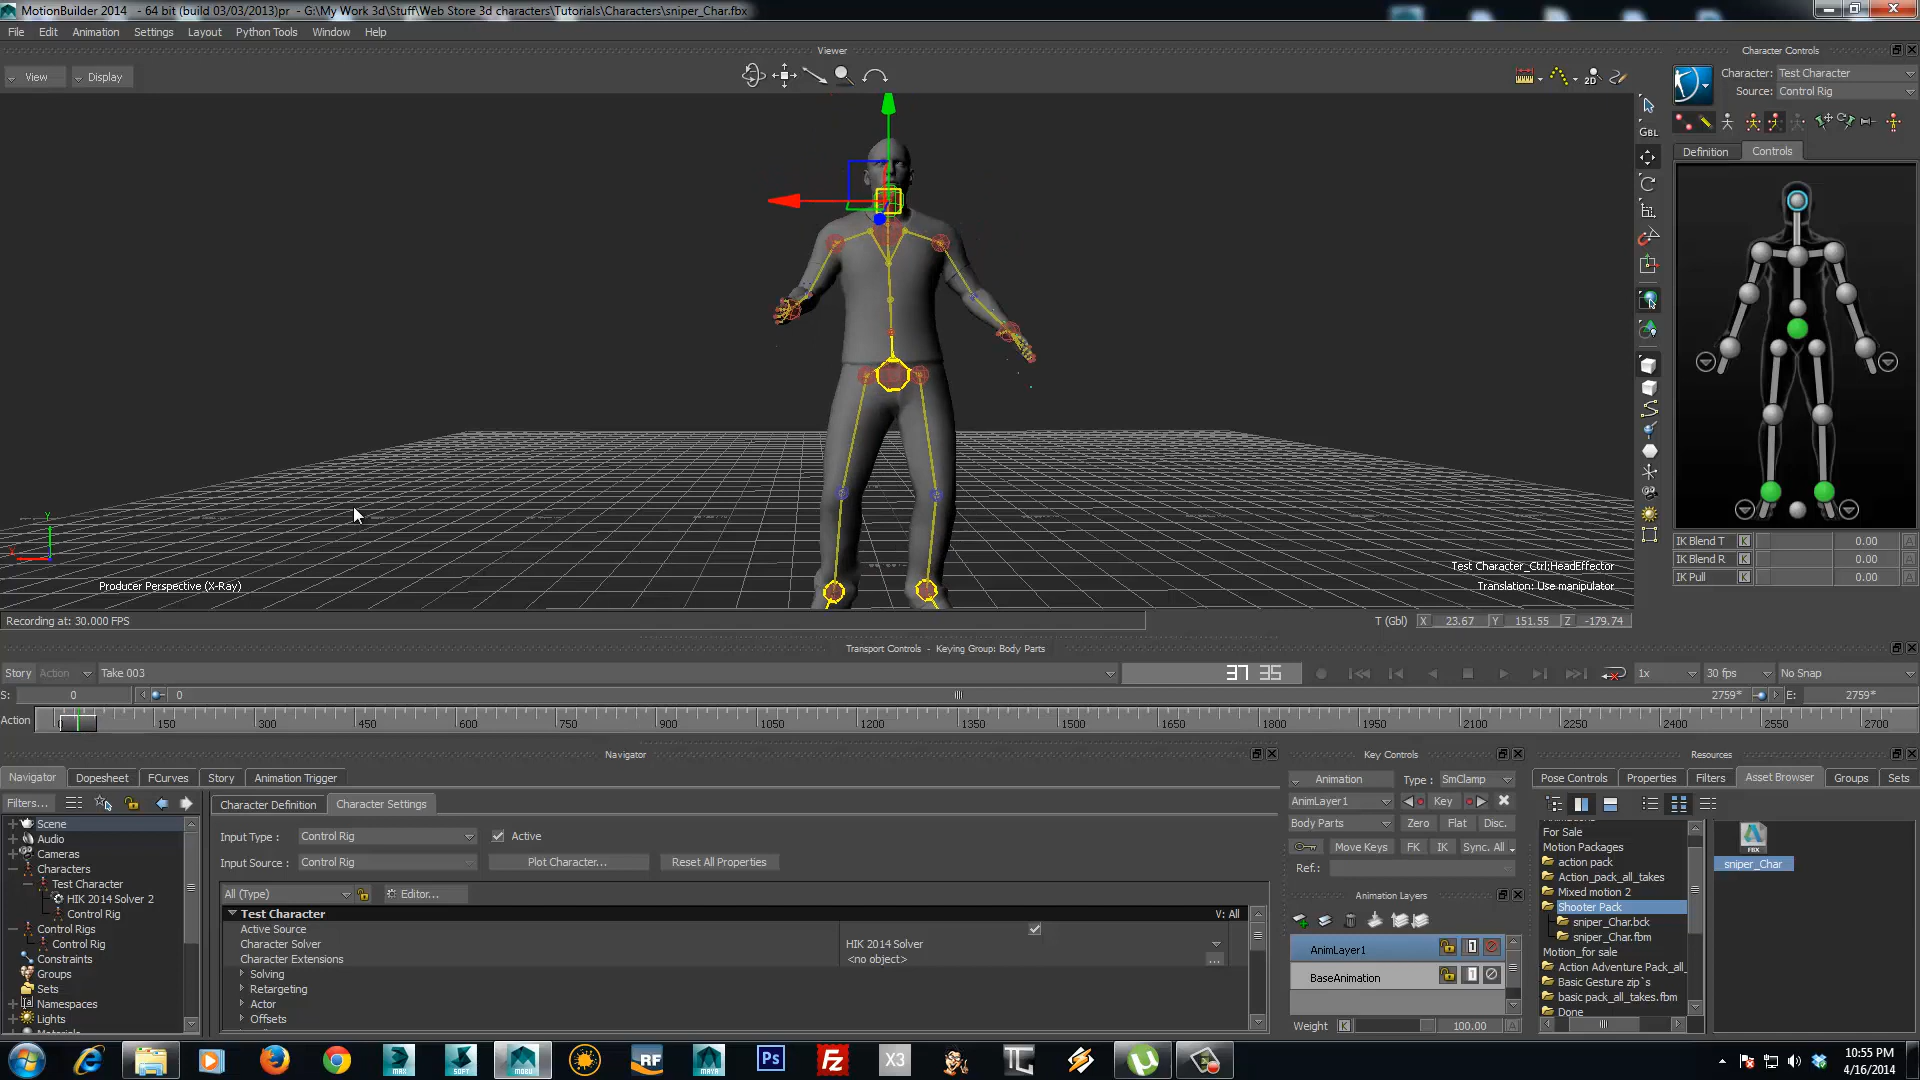 MotionBuilder 2014   - 64 bit (build 03/03/2013)pr  - G:\My Work 3d\Stuff\Web Store 3d characters\Tutorials\Characters\sniper_Char.fbx
File Edit Animation Settings Layout Python Tools Window Help
Viewer
Character Controls
View Display
2D
Character: Test Character
Source: Control Rig
GBL
Definition Controls
IK Blend T K 0.00 A
IK Blend R K 0.00 A
IK Pull K 0.00 A
Test Character_Ctrl:HeadEffector
Translation: Use manipulator
Producer Perspective (X-Ray)
Y
Recording at: 30.000 FPS
T (Gbl) X 23.67 Y 151.55 Z -179.74
Transport Controls  -  Keying Group: Body Parts
Story Action Take 003 37 35 1x 30 fps No Snap
S: 0 0 2759* E: 2759*
Action 150 300 450 600 750 900 1050 1200 1350 1500 1650 1800 1950 2100 2250 2400 2550 2700
Navigator
Key Controls
Resources
Navigator Dopesheet FCurves Story Animation Trigger
Filters...
Scene
Audio
Cameras
Characters
Test Character
HIK 2014 Solver 2
Control Rig
Control Rigs
Control Rig
Constraints
Groups
Sets
Namespaces
Lights
Character Definition Character Settings
Input Type : Control Rig Active
Input Source : Control Rig Plot Character... Reset All Properties
All (Type) Editor...
Test Character V: All
Active Source
Character Solver HIK 2014 Solver
Character Extensions <no object> ...
Solving
Retargeting
Actor
Offsets
Animation Type : SmClamp
AnimLayer1 Key
Body Parts Zero Flat Disc.
Move Keys FK IK Sync. All
Ref.:
Animation Layers
AnimLayer1 1
BaseAnimation 1
Weight K 100.00 A
Pose Controls Properties Filters Asset Browser Groups Sets
For Sale
Motion Packages
action pack
Action_pack_all_takes
Mixed motion 2
Shooter Pack
sniper_Char.bck
sniper_Char.fbm
Motion_for sale
Action Adventure Pack_all_
Basic Gesture zip`s
basic pack_all_takes.fbm
Done
FBX
sniper_Char
MAX SOFT MOBU RF MAYA Ps Fz X3 TC
10:55 PM
4/16/2014